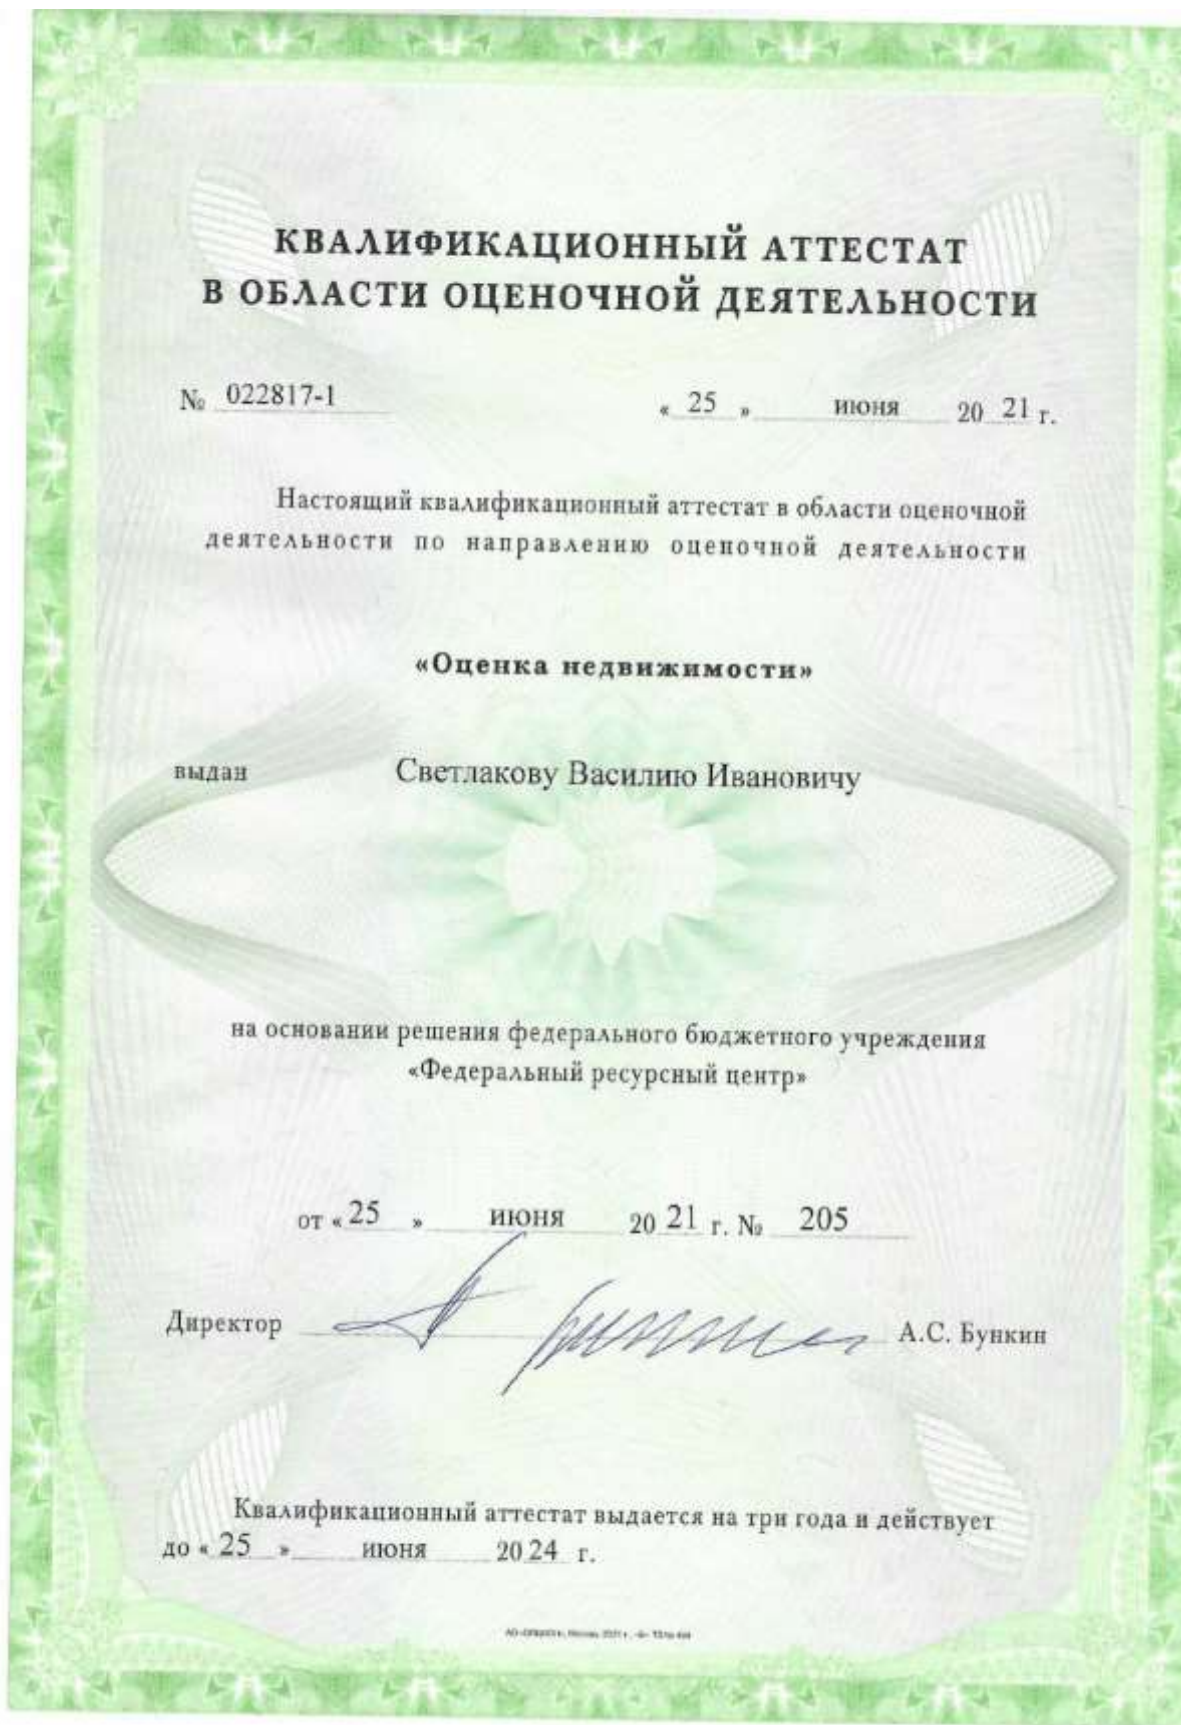 КВАЛИФИКАЦИОННЫЙ АТТЕСТАТ
В ОБЛАСТИ ОЦЕНОЧНОЙ ДЕЯТЕЛЬНОСТИ
№ 022817-1 « 25 » июня 20 21 г.
Настоящий квалификационный аттестат в области оценочной
деятельности по направлению оценочной деятельности
«Оценка недвижимости»
выдан Светлакову Василию Ивановичу
на основании решения федерального бюджетного учреждения
«Федеральный ресурсный центр»
от « 25 » июня 20 21 г. № 205
Директор А.С. Бункин
Квалификационный аттестат выдается на три года и действует
до « 25 » июня 20 24 г.